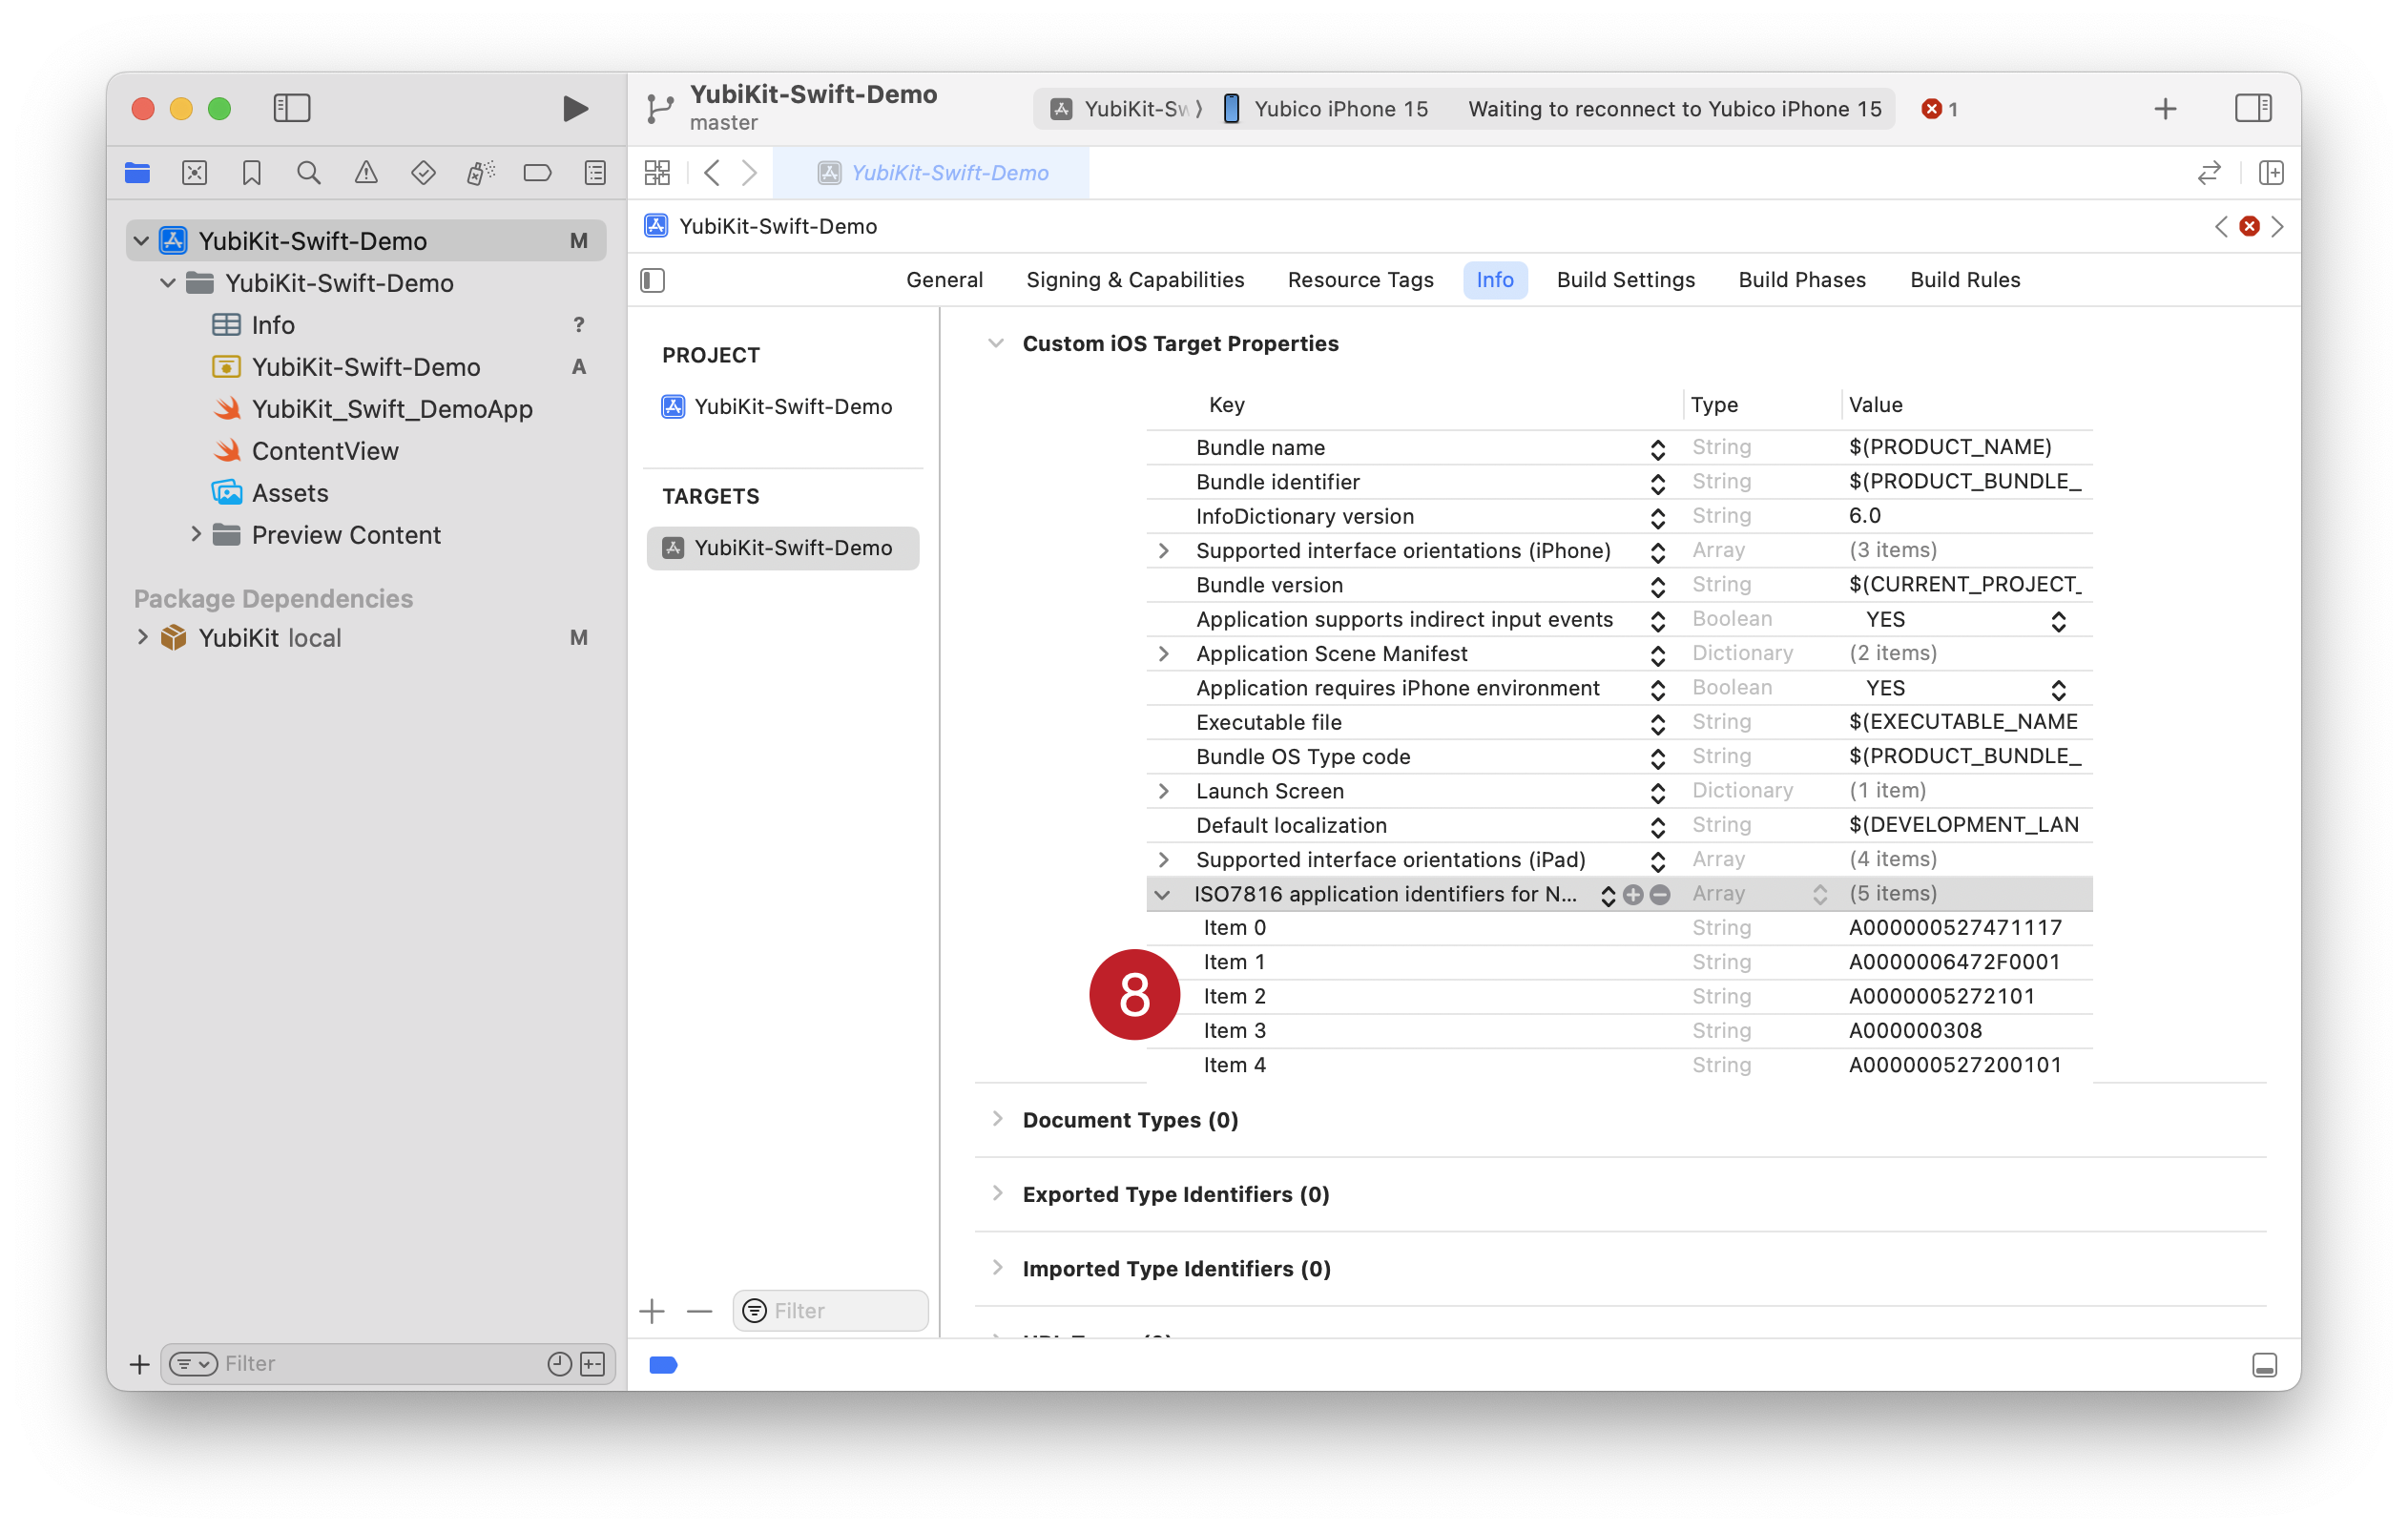 YubiKit-Swift-Demo
master
YubiKit-Sw
Yubico iPhone 15
Waiting to reconnect to Yubico iPhone 15
1
YubiKit-Swift-Demo
YubiKit-Swift-Demo M
YubiKit-Swift-Demo
Info ?
YubiKit-Swift-Demo A
YubiKit_Swift_DemoApp
ContentView
Assets
Preview Content
Package Dependencies
YubiKit local M
Filter
YubiKit-Swift-Demo
General Signing & Capabilities Resource Tags Info Build Settings Build Phases Build Rules
PROJECT
YubiKit-Swift-Demo
TARGETS
YubiKit-Swift-Demo
Filter
Custom iOS Target Properties
Key Type Value
Bundle name String $(PRODUCT_NAME)
Bundle identifier String $(PRODUCT_BUNDLE_
InfoDictionary version String 6.0
Supported interface orientations (iPhone) Array (3 items)
Bundle version String $(CURRENT_PROJECT_
Application supports indirect input events Boolean YES
Application Scene Manifest Dictionary (2 items)
Application requires iPhone environment Boolean YES
Executable file String $(EXECUTABLE_NAME
Bundle OS Type code String $(PRODUCT_BUNDLE_
Launch Screen Dictionary (1 item)
Default localization String $(DEVELOPMENT_LAN
Supported interface orientations (iPad) Array (4 items)
ISO7816 application identifiers for N... Array (5 items)
Item 0 String A000000527471117
Item 1 String A0000006472F0001
8
Item 2 String A0000005272101
Item 3 String A000000308
Item 4 String A000000527200101
Document Types (0)
Exported Type Identifiers (0)
Imported Type Identifiers (0)